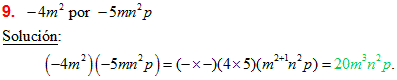 9. −4m² por −5mn²p
Solución:
(−4m²)(−5mn²p) = (−×−)(4×5)(m²⁺¹n²p) = 20m³n²p.